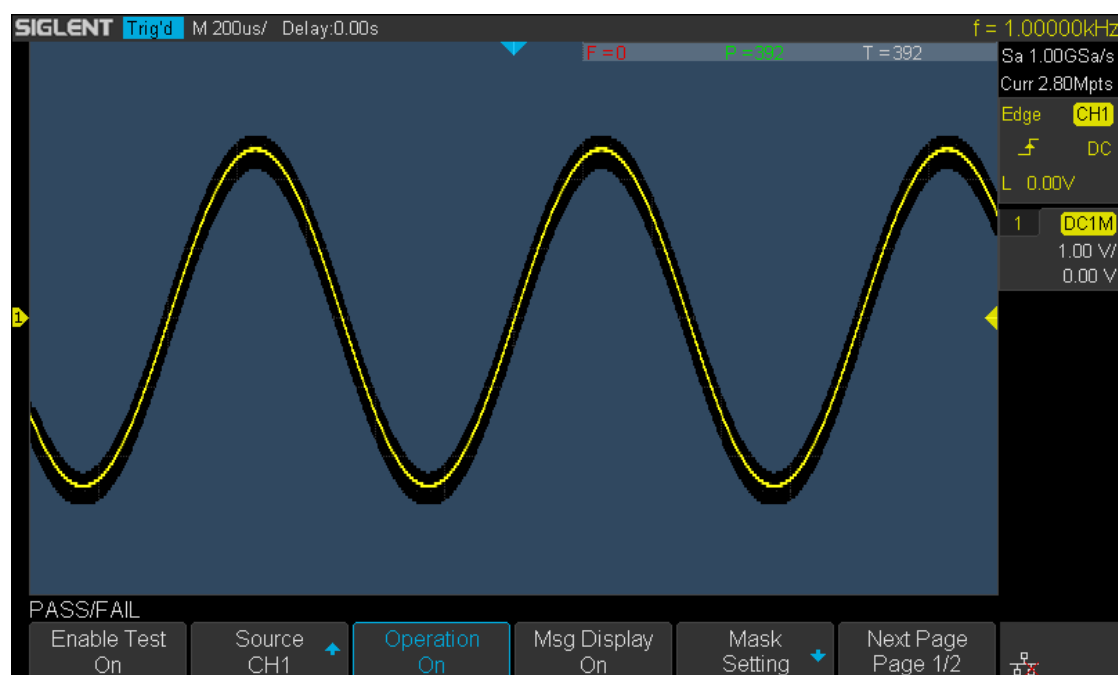 SIGLENT Trig'd M 200us/ Delay:0.00s f = 1.00000kHz
F =0 P =392 T =392
Sa 1.00GSa/s
Curr 2.80Mpts
Edge CH1
DC
L 0.00V
1 DC1M
1.00 V/
0.00 V
1
PASS/FAIL
Enable Test
On
Source
CH1
Operation
On
Msg Display
On
Mask
Setting
Next Page
Page 1/2